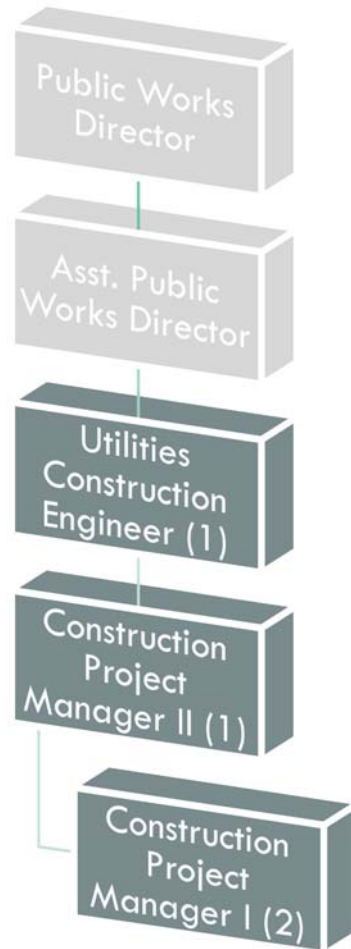 Public Works
Director
Asst. Public
Works Director
Utilities
Construction
Engineer (1)
Construction
Project
Manager II (1)
Construction
Project
Manager I (2)